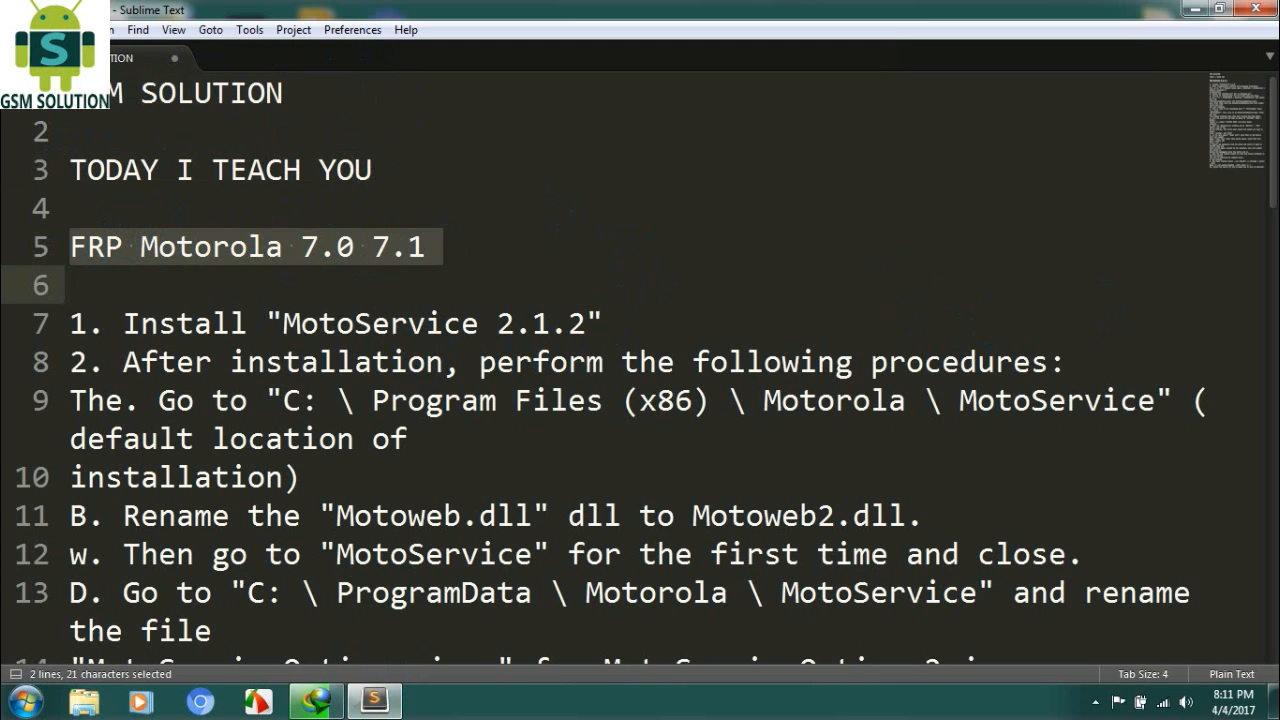 - Sublime Text
Find View Goto Tools Project Preferences Help
S
GSM SOLUTION
TION
M SOLUTION
2
3 TODAY I TEACH YOU
4
5 FRP Motorola 7.0 7.1
6
7 1. Install "MotoService 2.1.2"
8 2. After installation, perform the following procedures:
9 The. Go to "C: \ Program Files (x86) \ Motorola \ MotoService" (
default location of
10 installation)
11 B. Rename the "Motoweb.dll" dll to Motoweb2.dll.
12 w. Then go to "MotoService" for the first time and close.
13 D. Go to "C: \ ProgramData \ Motorola \ MotoService" and rename
the file
2 lines, 21 characters selected Tab Size: 4 Plain Text
S
8:11 PM
4/4/2017